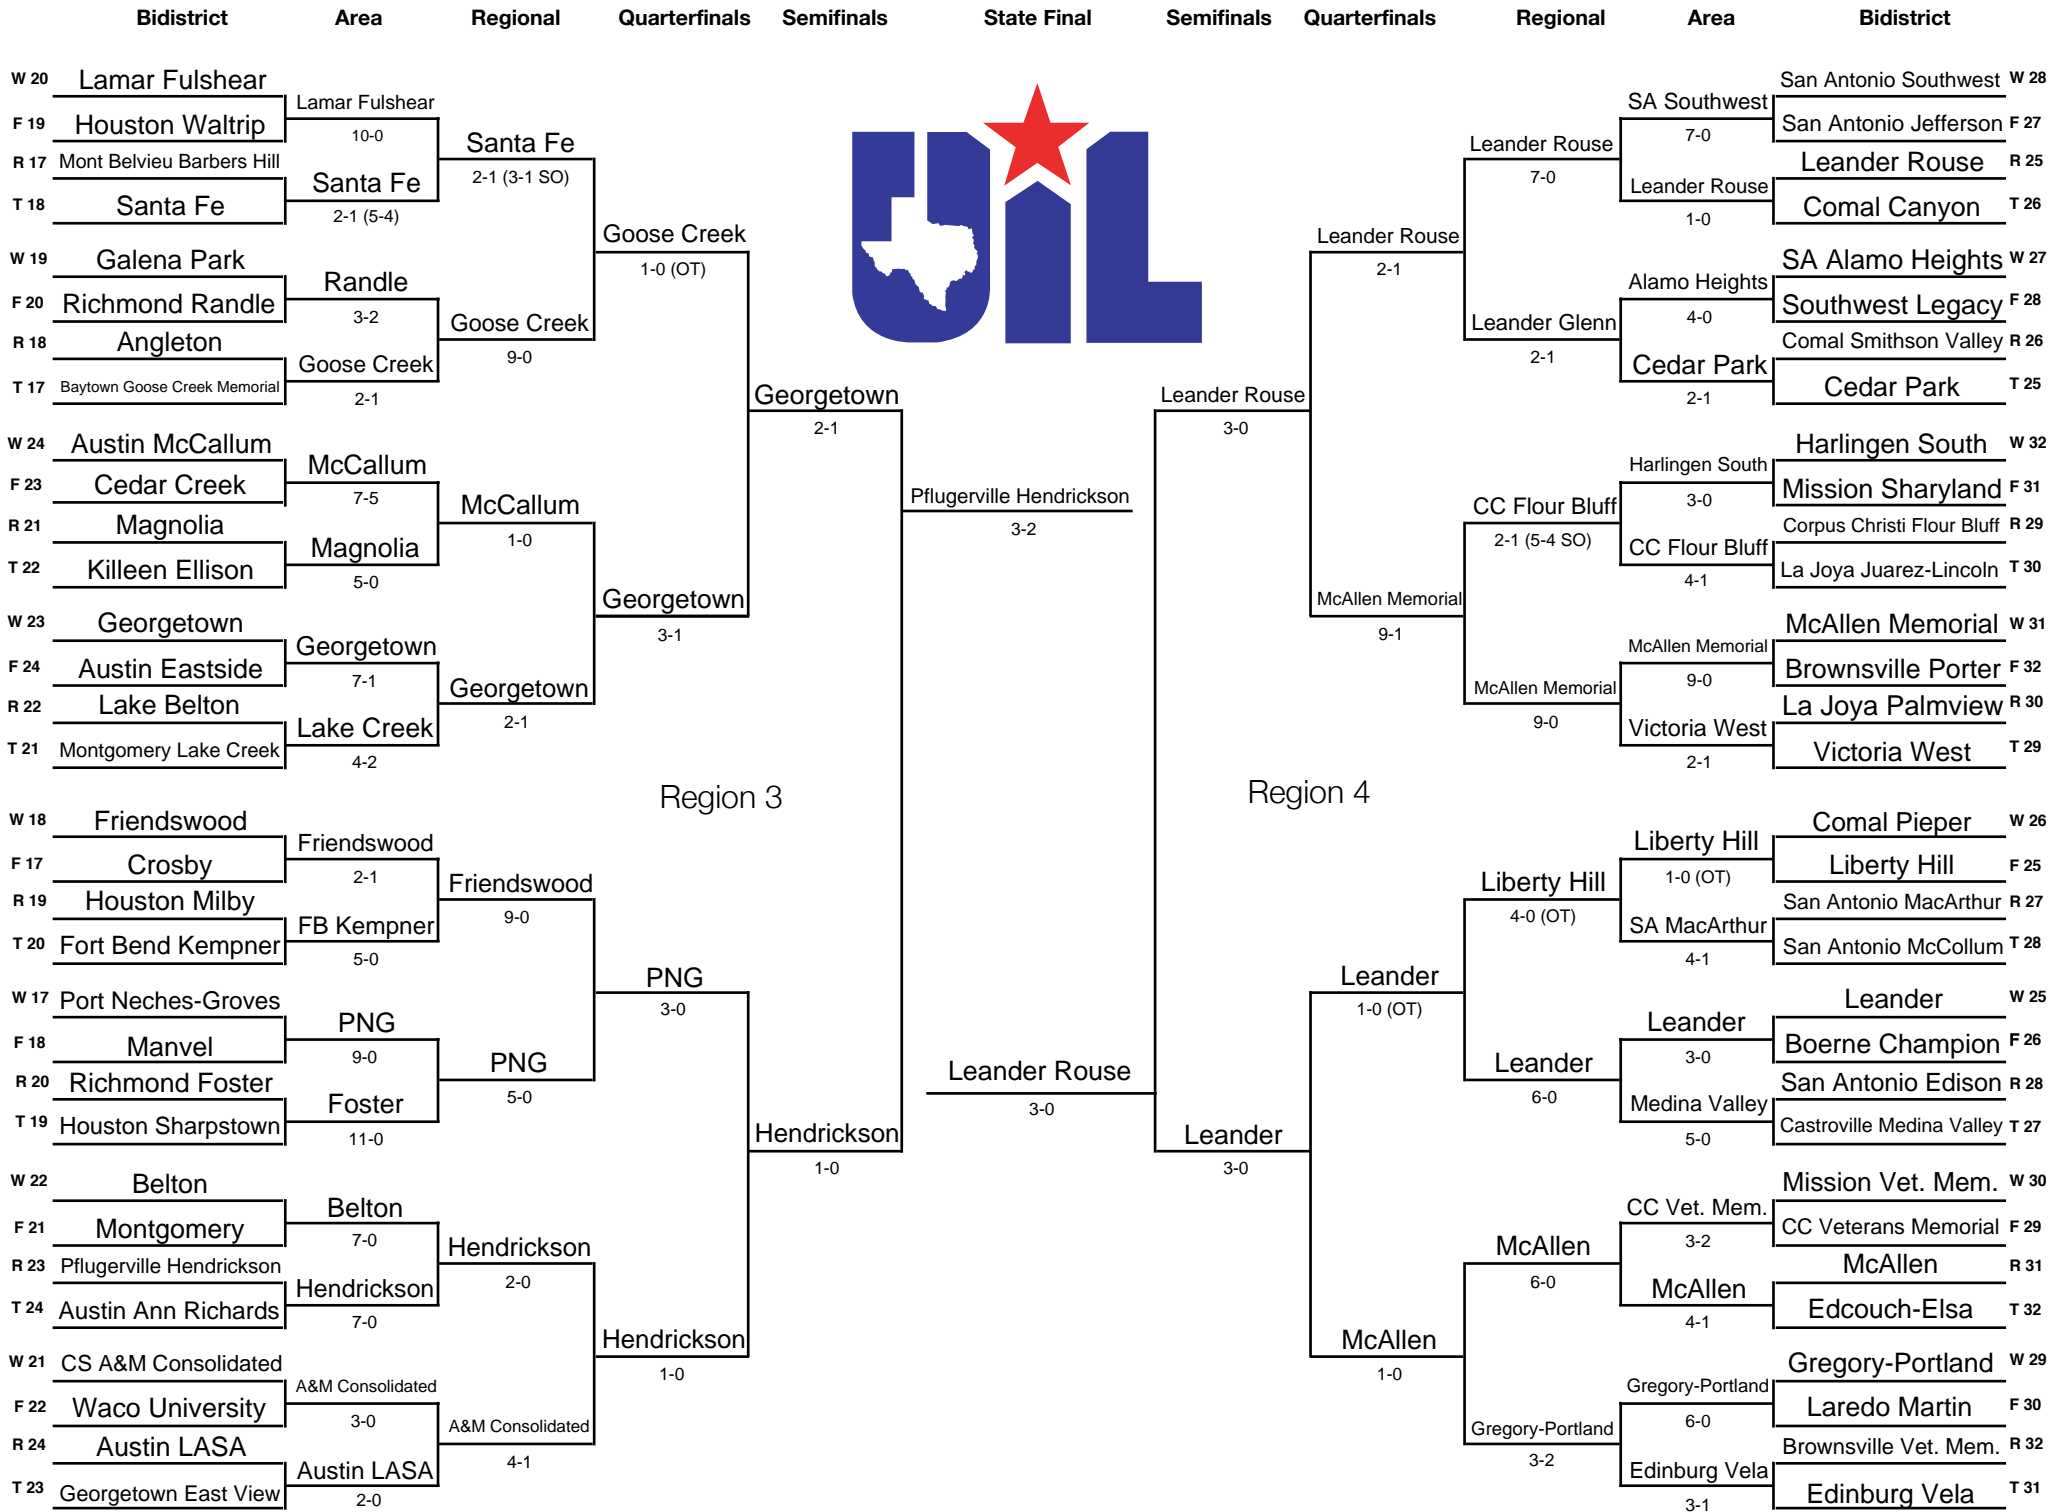 Bidistrict Area Regional Quarterfinals Semifinals State Final Semifinals Quarterfinals Regional Area Bidistrict
W 20 Lamar Fulshear
Lamar Fulshear
F 19 Houston Waltrip
10-0
R 17 Mont Belvieu Barbers Hill
Santa Fe
2-1 (3-1 SO)
Santa Fe
T 18 Santa Fe
2-1 (5-4)
Goose Creek
1-0 (OT)
W 19 Galena Park
Randle
F 20 Richmond Randle
3-2
Goose Creek
9-0
R 18 Angleton
Goose Creek
T 17 Baytown Goose Creek Memorial
2-1
Georgetown
2-1
W 24 Austin McCallum
McCallum
F 23 Cedar Creek
7-5
McCallum
1-0
R 21 Magnolia
Magnolia
T 22 Killeen Ellison
5-0
Georgetown
3-1
W 23 Georgetown
Georgetown
F 24 Austin Eastside
7-1
Georgetown
2-1
R 22 Lake Belton
Lake Creek
T 21 Montgomery Lake Creek
4-2
Pflugerville Hendrickson
3-2
Region 3
W 18 Friendswood
Friendswood
F 17 Crosby
2-1
Friendswood
9-0
R 19 Houston Milby
FB Kempner
T 20 Fort Bend Kempner
5-0
PNG
3-0
W 17 Port Neches-Groves
PNG
F 18 Manvel
9-0
PNG
5-0
R 20 Richmond Foster
Foster
T 19 Houston Sharpstown
11-0
Hendrickson
1-0
W 22 Belton
Belton
F 21 Montgomery
7-0
Hendrickson
2-0
R 23 Pflugerville Hendrickson
Hendrickson
T 24 Austin Ann Richards
7-0
Hendrickson
1-0
W 21 CS A&M Consolidated
A&M Consolidated
F 22 Waco University
3-0
A&M Consolidated
4-1
R 24 Austin LASA
Austin LASA
T 23 Georgetown East View
2-0
UIL
San Antonio Southwest W 28
SA Southwest
San Antonio Jefferson F 27
7-0
Leander Rouse
7-0
Leander Rouse R 25
Leander Rouse
Comal Canyon T 26
1-0
Leander Rouse
2-1
SA Alamo Heights W 27
Alamo Heights
Southwest Legacy F 28
4-0
Leander Glenn
2-1
Comal Smithson Valley R 26
Cedar Park
Cedar Park T 25
2-1
Leander Rouse
3-0
Harlingen South W 32
Harlingen South
Mission Sharyland F 31
3-0
CC Flour Bluff
2-1 (5-4 SO)
Corpus Christi Flour Bluff R 29
CC Flour Bluff
La Joya Juarez-Lincoln T 30
4-1
McAllen Memorial
9-1
McAllen Memorial W 31
McAllen Memorial
Brownsville Porter F 32
9-0
McAllen Memorial
9-0
La Joya Palmview R 30
Victoria West
Victoria West T 29
2-1
Region 4
Leander Rouse
3-0
Comal Pieper W 26
Liberty Hill
Liberty Hill F 25
1-0 (OT)
Liberty Hill
4-0 (OT)
San Antonio MacArthur R 27
SA MacArthur
San Antonio McCollum T 28
4-1
Leander
1-0 (OT)
Leander W 25
Leander
Boerne Champion F 26
3-0
Leander
6-0
San Antonio Edison R 28
Medina Valley
Castroville Medina Valley T 27
5-0
Leander
3-0
Mission Vet. Mem. W 30
CC Vet. Mem.
CC Veterans Memorial F 29
3-2
McAllen
6-0
McAllen R 31
McAllen
Edcouch-Elsa T 32
4-1
McAllen
1-0
Gregory-Portland W 29
Gregory-Portland
Laredo Martin F 30
6-0
Gregory-Portland
3-2
Brownsville Vet. Mem. R 32
Edinburg Vela
Edinburg Vela T 31
3-1